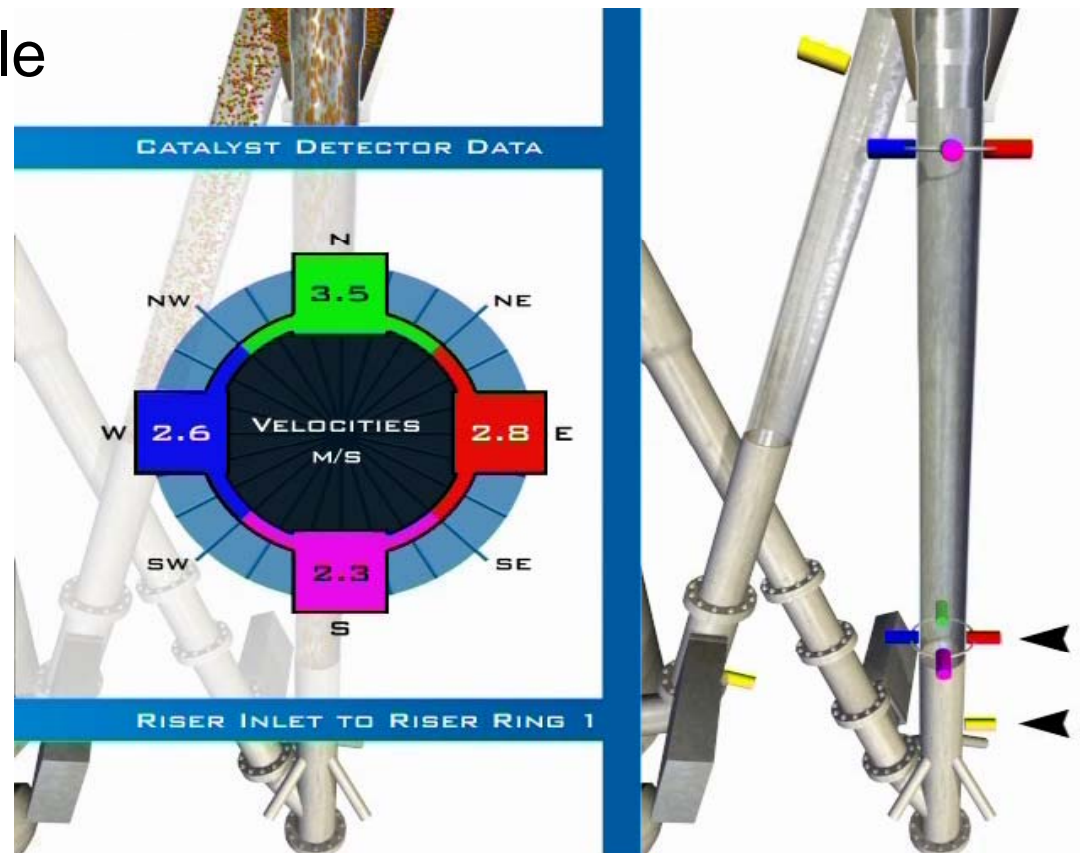 le
CATALYST DETECTOR DATA
N
NW
3.5
NE
W
2.6
VELOCITIES
M/S
2.8
E
SW
2.3
SE
S
RISER INLET TO RISER RING 1